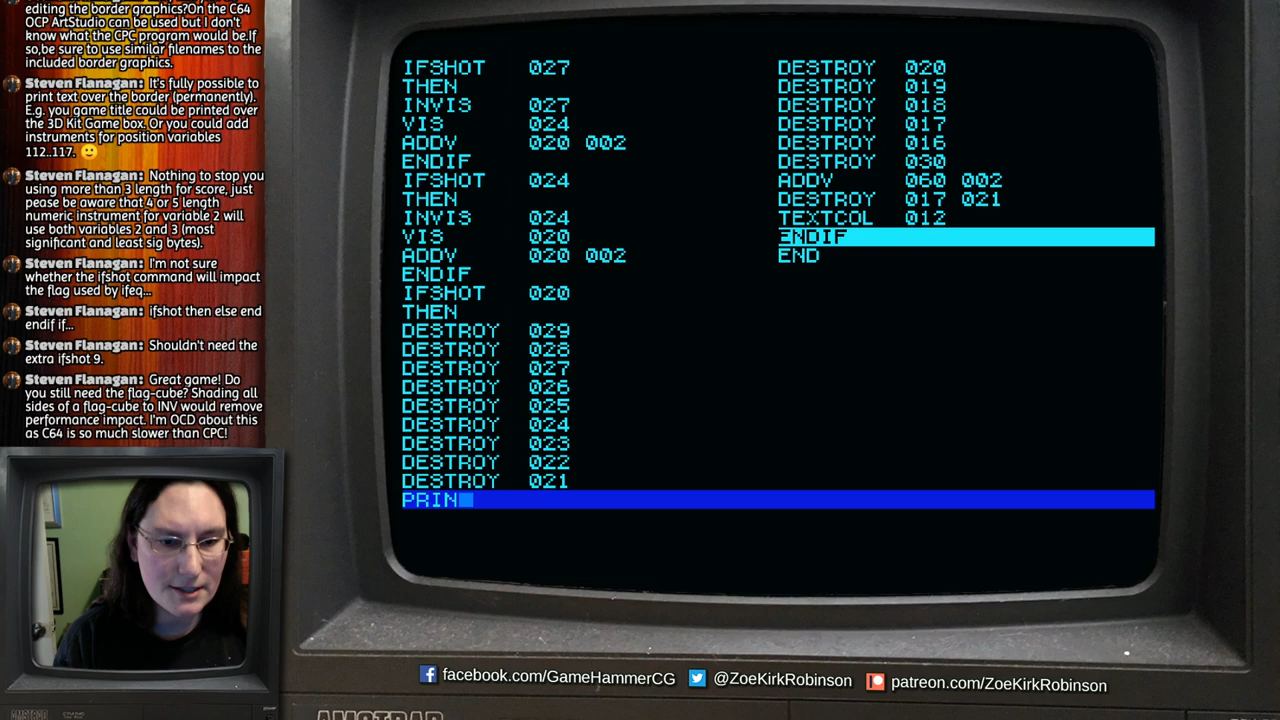 editing the border graphics?On the C64
OCP ArtStudio can be used but I don't
know what the CPC program would be.If
so,be sure to use similar filenames to the
included border graphics.
Steven Flanagan: It's fully possible to
print text over the border (permanently).
E.g. you game title could be printed over
the 3D Kit Game box. Or you could add
instruments for position variables
112..117. 🙂
Steven Flanagan: Nothing to stop you
using more than 3 length for score, just
pease be aware that 4 or 5 length
numeric instrument for variable 2 will
use both variables 2 and 3 (most
significant and least sig bytes).
Steven Flanagan: I'm not sure
whether the ifshot command will impact
the flag used by ifeq...
Steven Flanagan: ifshot then else end
endif if...
Steven Flanagan: Shouldn't need the
extra ifshot 9.
Steven Flanagan: Great game! Do
you still need the flag-cube? Shading all
sides of a flag-cube to INV would remove
performance impact. I'm OCD about this
as C64 is so much slower than CPC!
IFSHOT 027
THEN
INVIS 027
VIS 024
ADDV 020 002
ENDIF
IFSHOT 024
THEN
INVIS 024
VIS 020
ADDV 020 002
ENDIF
IFSHOT 020
THEN
DESTROY 029
DESTROY 028
DESTROY 027
DESTROY 026
DESTROY 025
DESTROY 024
DESTROY 023
DESTROY 022
DESTROY 021
PRIN
DESTROY 020
DESTROY 019
DESTROY 018
DESTROY 017
DESTROY 016
DESTROY 030
ADDV 060 002
DESTROY 017 021
TEXTCOL 012
ENDIF
END
facebook.com/GameHammerCG
@ZoeKirkRobinson
patreon.com/ZoeKirkRobinson